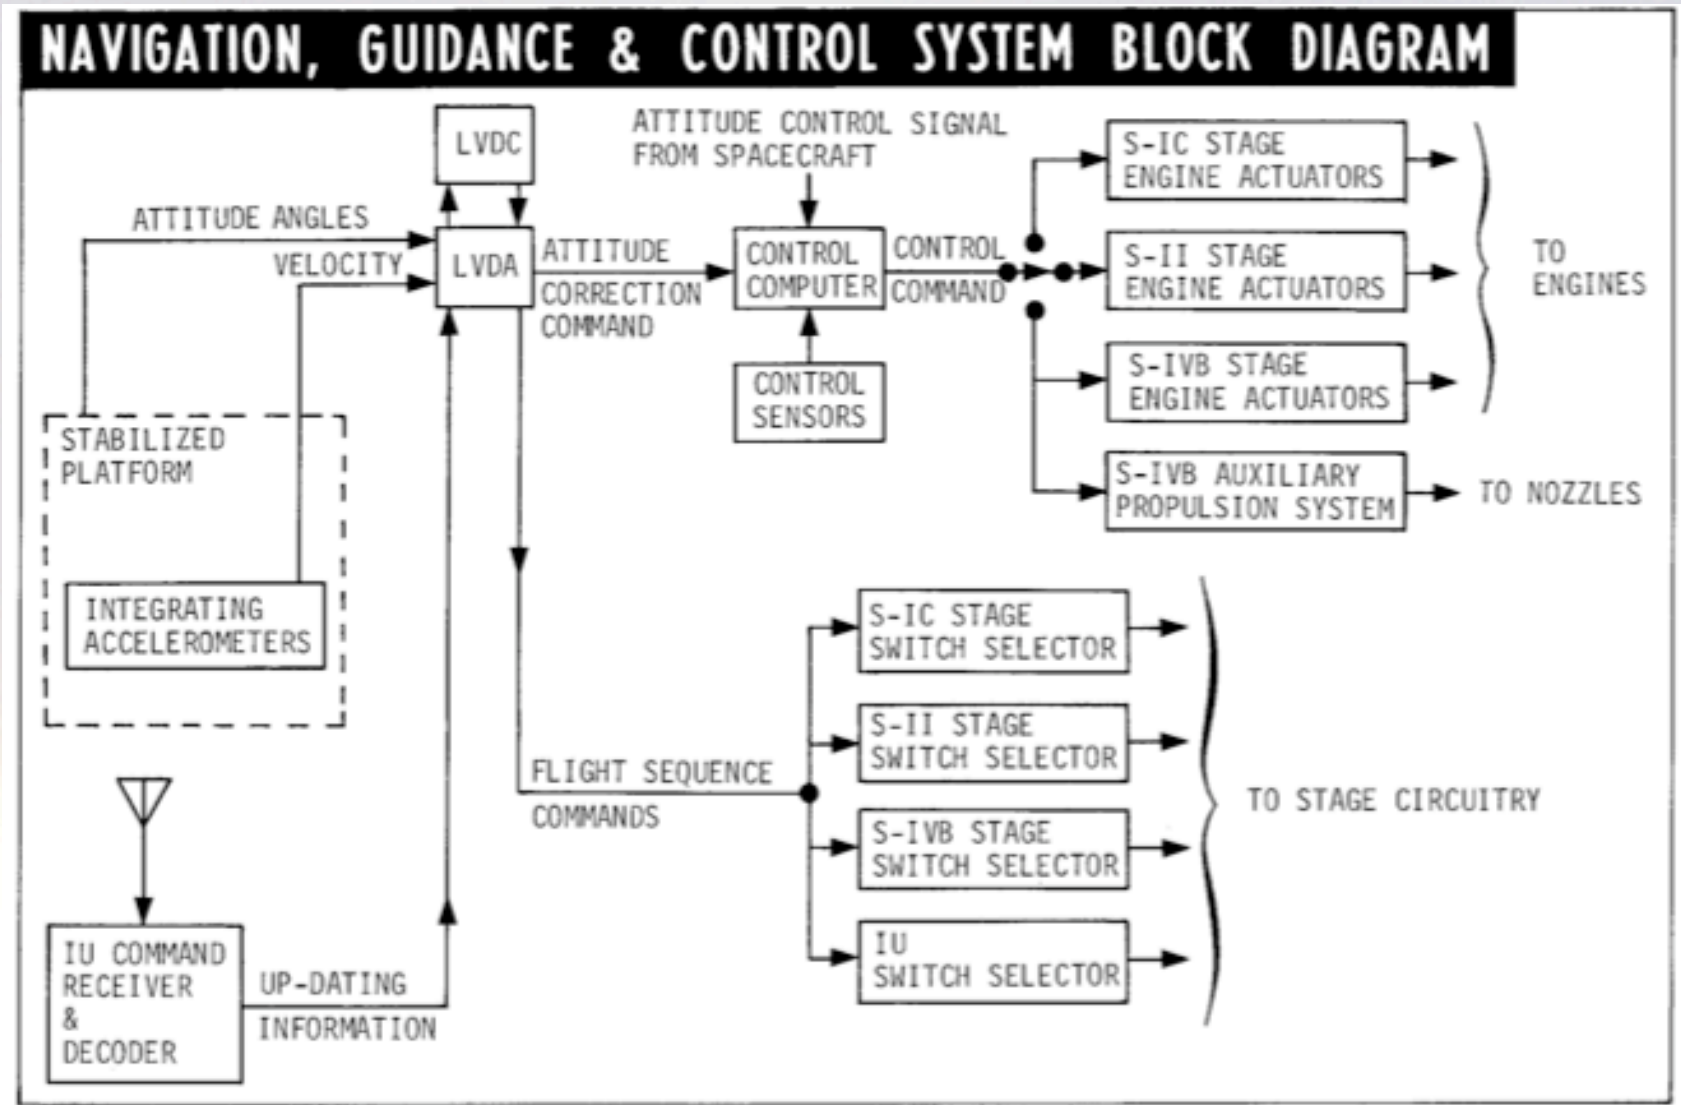 NAVIGATION, GUIDANCE & CONTROL SYSTEM BLOCK DIAGRAM
LVDC
ATTITUDE CONTROL SIGNAL
FROM SPACECRAFT
S-IC STAGE
ENGINE ACTUATORS
ATTITUDE ANGLES
VELOCITY
LVDA
ATTITUDE
CORRECTION
COMMAND
CONTROL
COMPUTER
CONTROL
COMMAND
S-II STAGE
ENGINE ACTUATORS
TO
ENGINES
CONTROL
SENSORS
S-IVB STAGE
ENGINE ACTUATORS
STABILIZED
PLATFORM
S-IVB AUXILIARY
PROPULSION SYSTEM
TO NOZZLES
INTEGRATING
ACCELEROMETERS
S-IC STAGE
SWITCH SELECTOR
S-II STAGE
SWITCH SELECTOR
FLIGHT SEQUENCE
COMMANDS
TO STAGE CIRCUITRY
S-IVB STAGE
SWITCH SELECTOR
IU
SWITCH SELECTOR
IU COMMAND
RECEIVER
&
DECODER
UP-DATING
INFORMATION